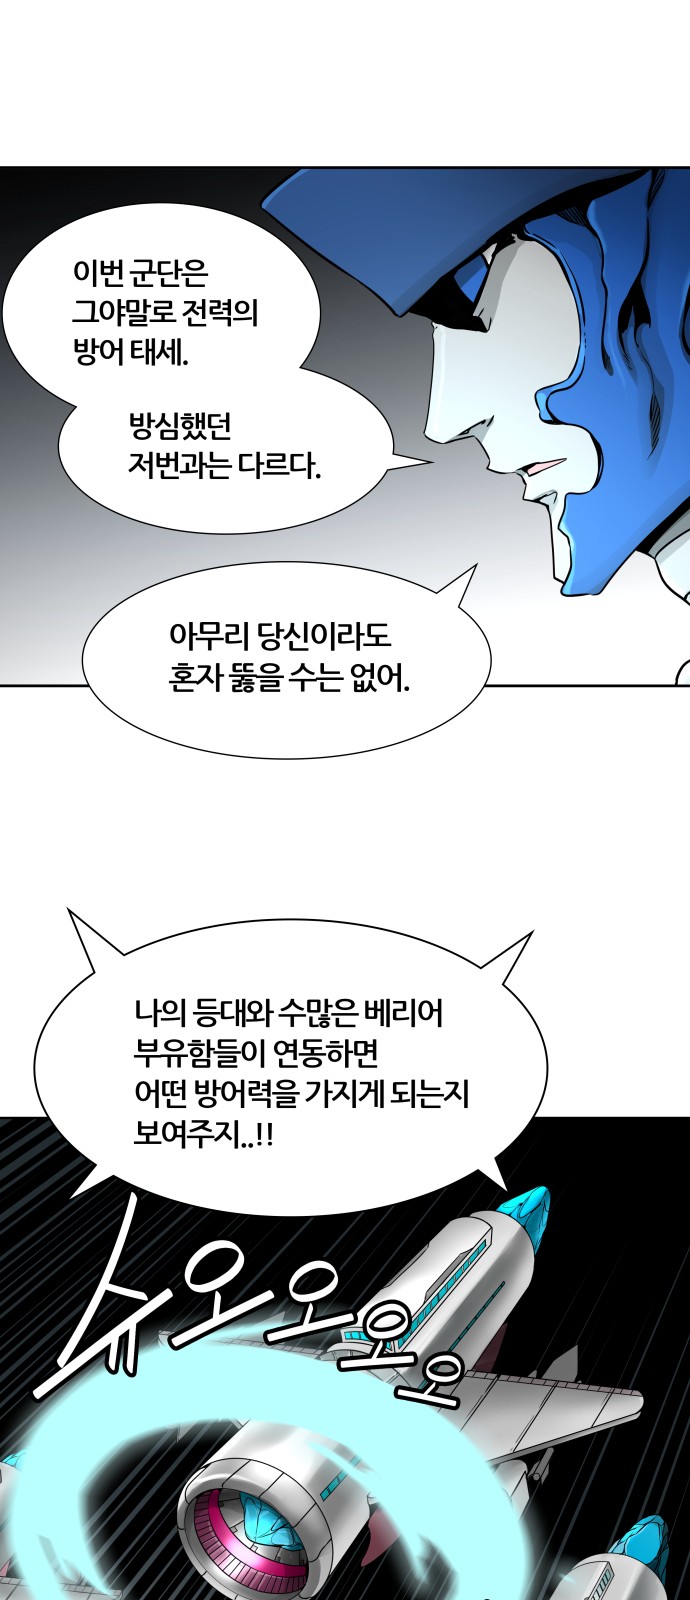 이번 군단은
그야말로 전력의
방어 태세.
방심했던
저번과는 다르다.
아무리 당신이라도
혼자 뚫을 수는 없어.
나의 등대와 수많은 베리어
부유함들이 연동하면
어떤 방어력을 가지게 되는지
보여주지..!!
슈오오오오